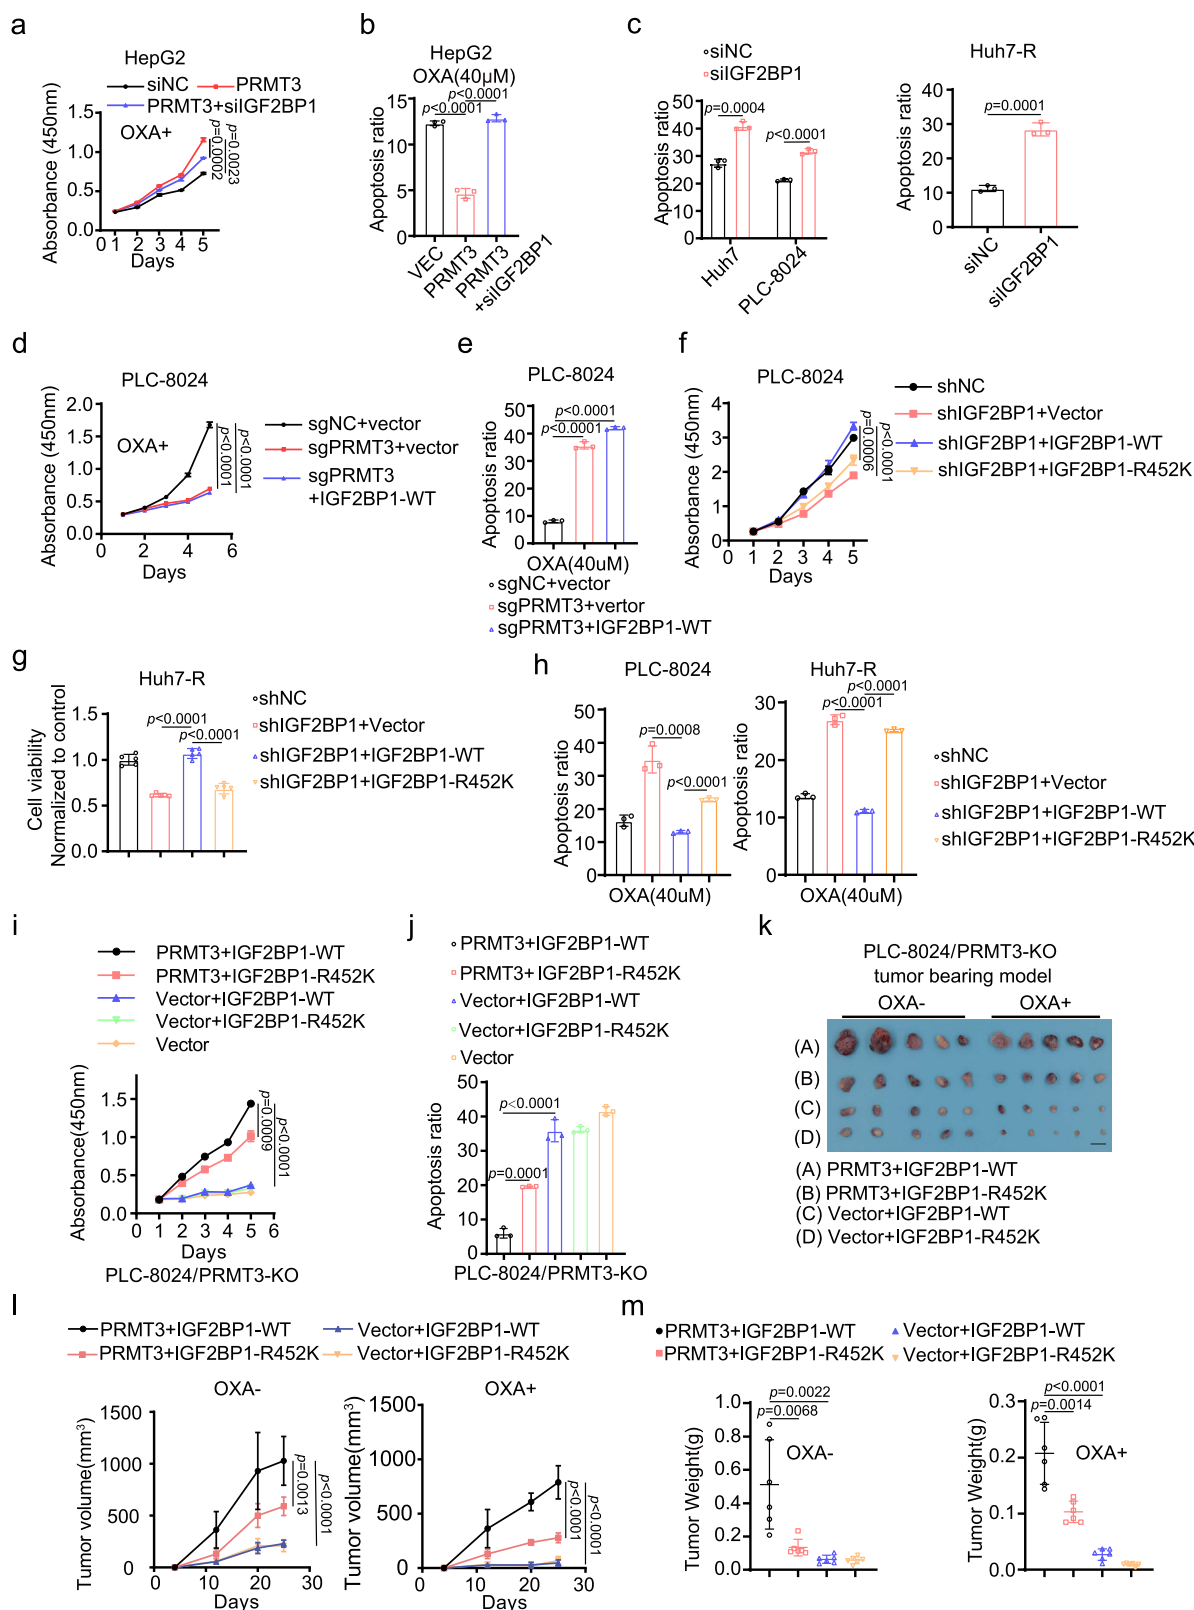 a
HepG2
siNC
PRMT3
PRMT3+siIGF2BP1
OXA+
Absorbance (450nm)
1.5
1.0
0.5
0.0
1 2 3 4 5
Days
p=0.0002
p=0.0023
b
HepG2
OXA(40μM)
p<0.0001
p<0.0001
Apoptosis ratio
15
10
5
0
VEC
PRMT3
PRMT3
+siIGF2BP1
c
siNC
siIGF2BP1
p=0.0004
p<0.0001
Apoptosis ratio
50
40
30
20
10
0
Huh7
PLC-8024
Huh7-R
p=0.0001
Apoptosis ratio
40
30
20
10
0
siNC
siIGF2BP1
d
PLC-8024
OXA+
Absorbance (450nm)
2.0
1.5
1.0
0.5
0.0
0 2 4 6
Days
p<0.0001
p<0.0001
sgNC+vector
sgPRMT3+vector
sgPRMT3
+IGF2BP1-WT
e
PLC-8024
p<0.0001
p<0.0001
Apoptosis ratio
50
40
30
20
10
0
OXA(40uM)
sgNC+vector
sgPRMT3+vertor
sgPRMT3+IGF2BP1-WT
f
PLC-8024
Absorbance (450nm)
4
3
2
1
0
0 1 2 3 4 5
Days
p=0.0006
p<0.0001
shNC
shIGF2BP1+Vector
shIGF2BP1+IGF2BP1-WT
shIGF2BP1+IGF2BP1-R452K
g
Huh7-R
p<0.0001
p<0.0001
Cell viability
Normalized to control
1.5
1.0
0.5
0.0
shNC
shIGF2BP1+Vector
shIGF2BP1+IGF2BP1-WT
shIGF2BP1+IGF2BP1-R452K
h
PLC-8024
p=0.0008
p<0.0001
Apoptosis ratio
50
40
30
20
10
0
OXA(40uM)
Huh7-R
p<0.0001
p<0.0001
Apoptosis ratio
30
20
10
0
OXA(40uM)
shNC
shIGF2BP1+Vector
shIGF2BP1+IGF2BP1-WT
shIGF2BP1+IGF2BP1-R452K
i
PRMT3+IGF2BP1-WT
PRMT3+IGF2BP1-R452K
Vector+IGF2BP1-WT
Vector+IGF2BP1-R452K
Vector
Absorbance(450nm)
1.5
1.0
0.5
0.0
0 1 2 3 4 5 6
Days
PLC-8024/PRMT3-KO
p=0.0009
p<0.0001
j
PRMT3+IGF2BP1-WT
PRMT3+IGF2BP1-R452K
Vector+IGF2BP1-WT
Vector+IGF2BP1-R452K
Vector
p<0.0001
p=0.0001
Apoptosis ratio
50
40
30
20
10
0
PLC-8024/PRMT3-KO
k
PLC-8024/PRMT3-KO
tumor bearing model
OXA- OXA+
(A)
(B)
(C)
(D)
(A) PRMT3+IGF2BP1-WT
(B) PRMT3+IGF2BP1-R452K
(C) Vector+IGF2BP1-WT
(D) Vector+IGF2BP1-R452K
l
PRMT3+IGF2BP1-WT
Vector+IGF2BP1-WT
PRMT3+IGF2BP1-R452K
Vector+IGF2BP1-R452K
OXA-
Tumor volume(mm³)
1500
1000
500
0
0 10 20 30
Days
p=0.0013
p<0.0001
OXA+
Tumor volume(mm³)
1500
1000
500
0
0 10 20 30
Days
p<0.0001
p<0.0001
m
PRMT3+IGF2BP1-WT
Vector+IGF2BP1-WT
PRMT3+IGF2BP1-R452K
Vector+IGF2BP1-R452K
p=0.0022
p=0.0068
OXA-
Tumor Weight(g)
1.0
0.8
0.6
0.4
0.2
0.0
p<0.0001
p=0.0014
OXA+
Tumor Weight(g)
0.3
0.2
0.1
0.0